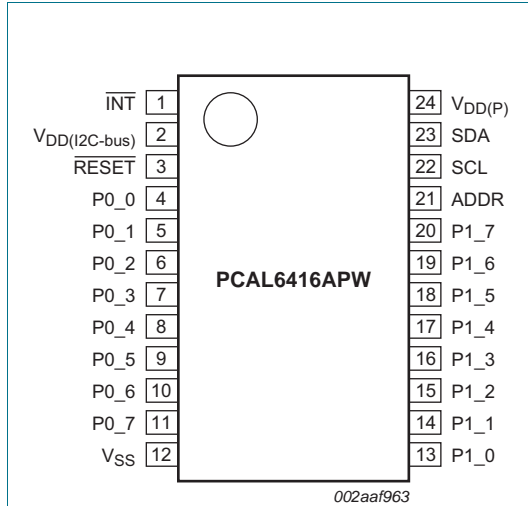 INT 1
VDD(I2C-bus) 2
RESET 3
P0_0 4
P0_1 5
P0_2 6
P0_3 7
P0_4 8
P0_5 9
P0_6 10
P0_7 11
VSS 12
PCAL6416APW
24 VDD(P)
23 SDA
22 SCL
21 ADDR
20 P1_7
19 P1_6
18 P1_5
17 P1_4
16 P1_3
15 P1_2
14 P1_1
13 P1_0
002aaf963